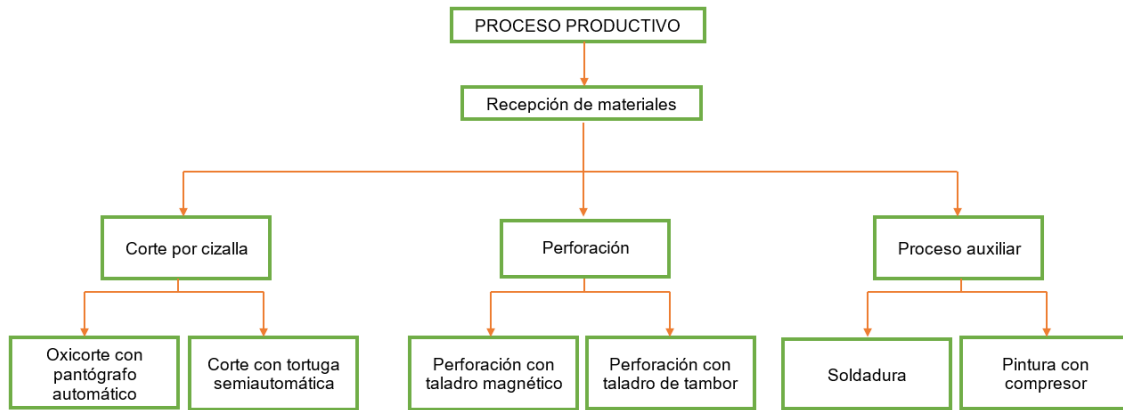 PROCESO PRODUCTIVO
Recepción de materiales
Corte por cizalla
Perforación
Proceso auxiliar
Oxicorte con
pantógrafo
automático
Corte con tortuga
semiautomática
Perforación con
taladro magnético
Perforación con
taladro de tambor
Soldadura
Pintura con
compresor